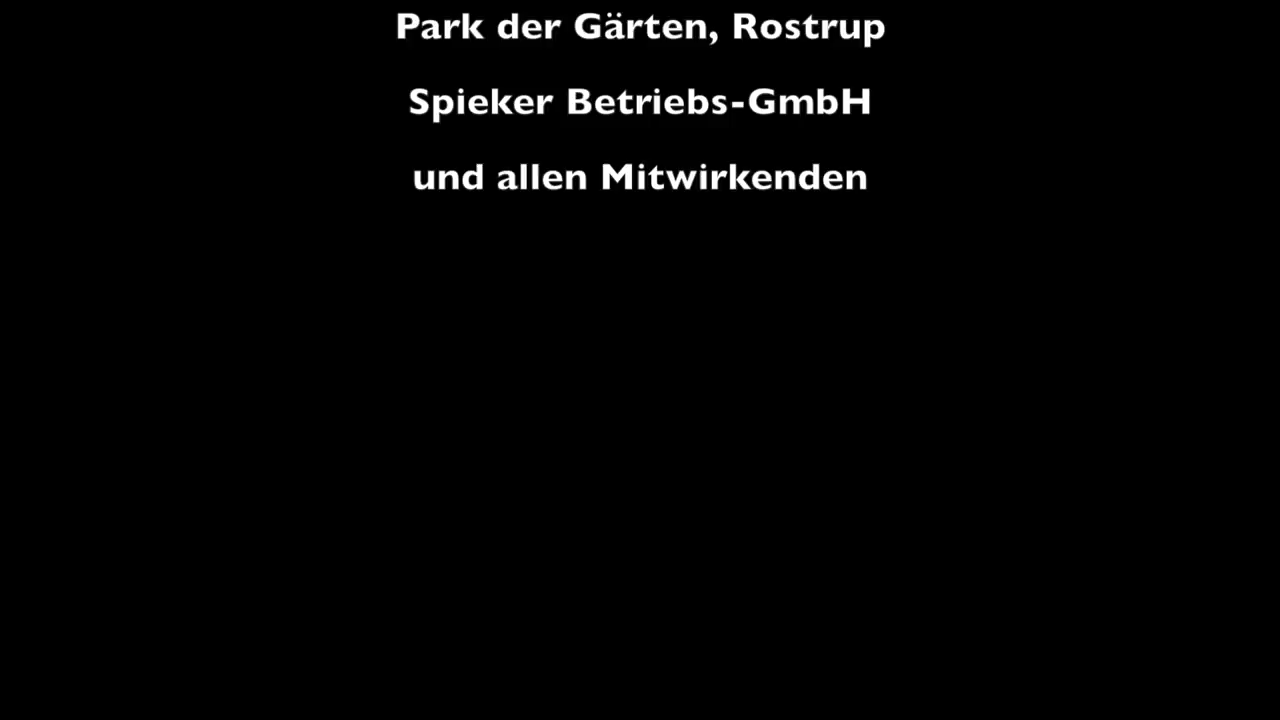 Park der Gärten, Rostrup
Spieker Betriebs-GmbH
und allen Mitwirkenden